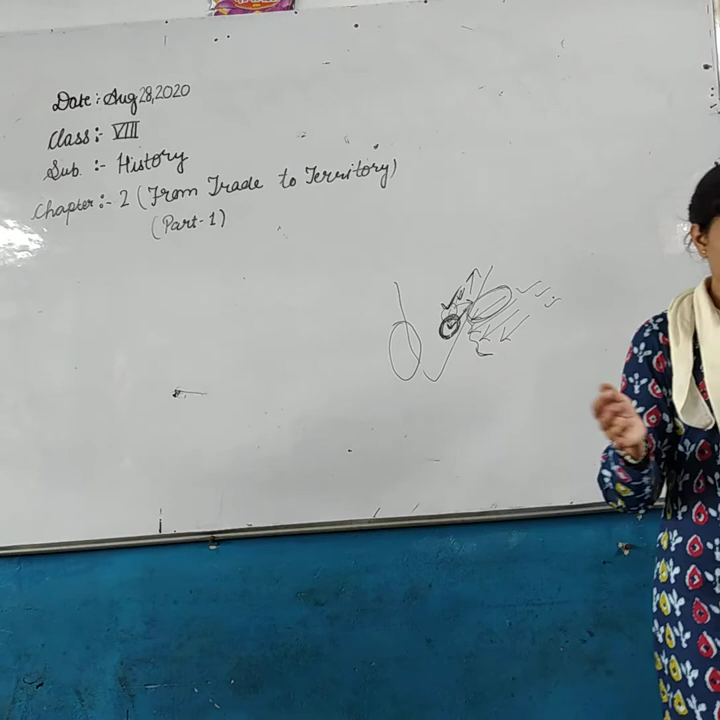 Date:- Aug 28, 2020
Class:- VIII
Sub. :- History
Chapter:- 2 (From Trade to Territory)
(Part-1)